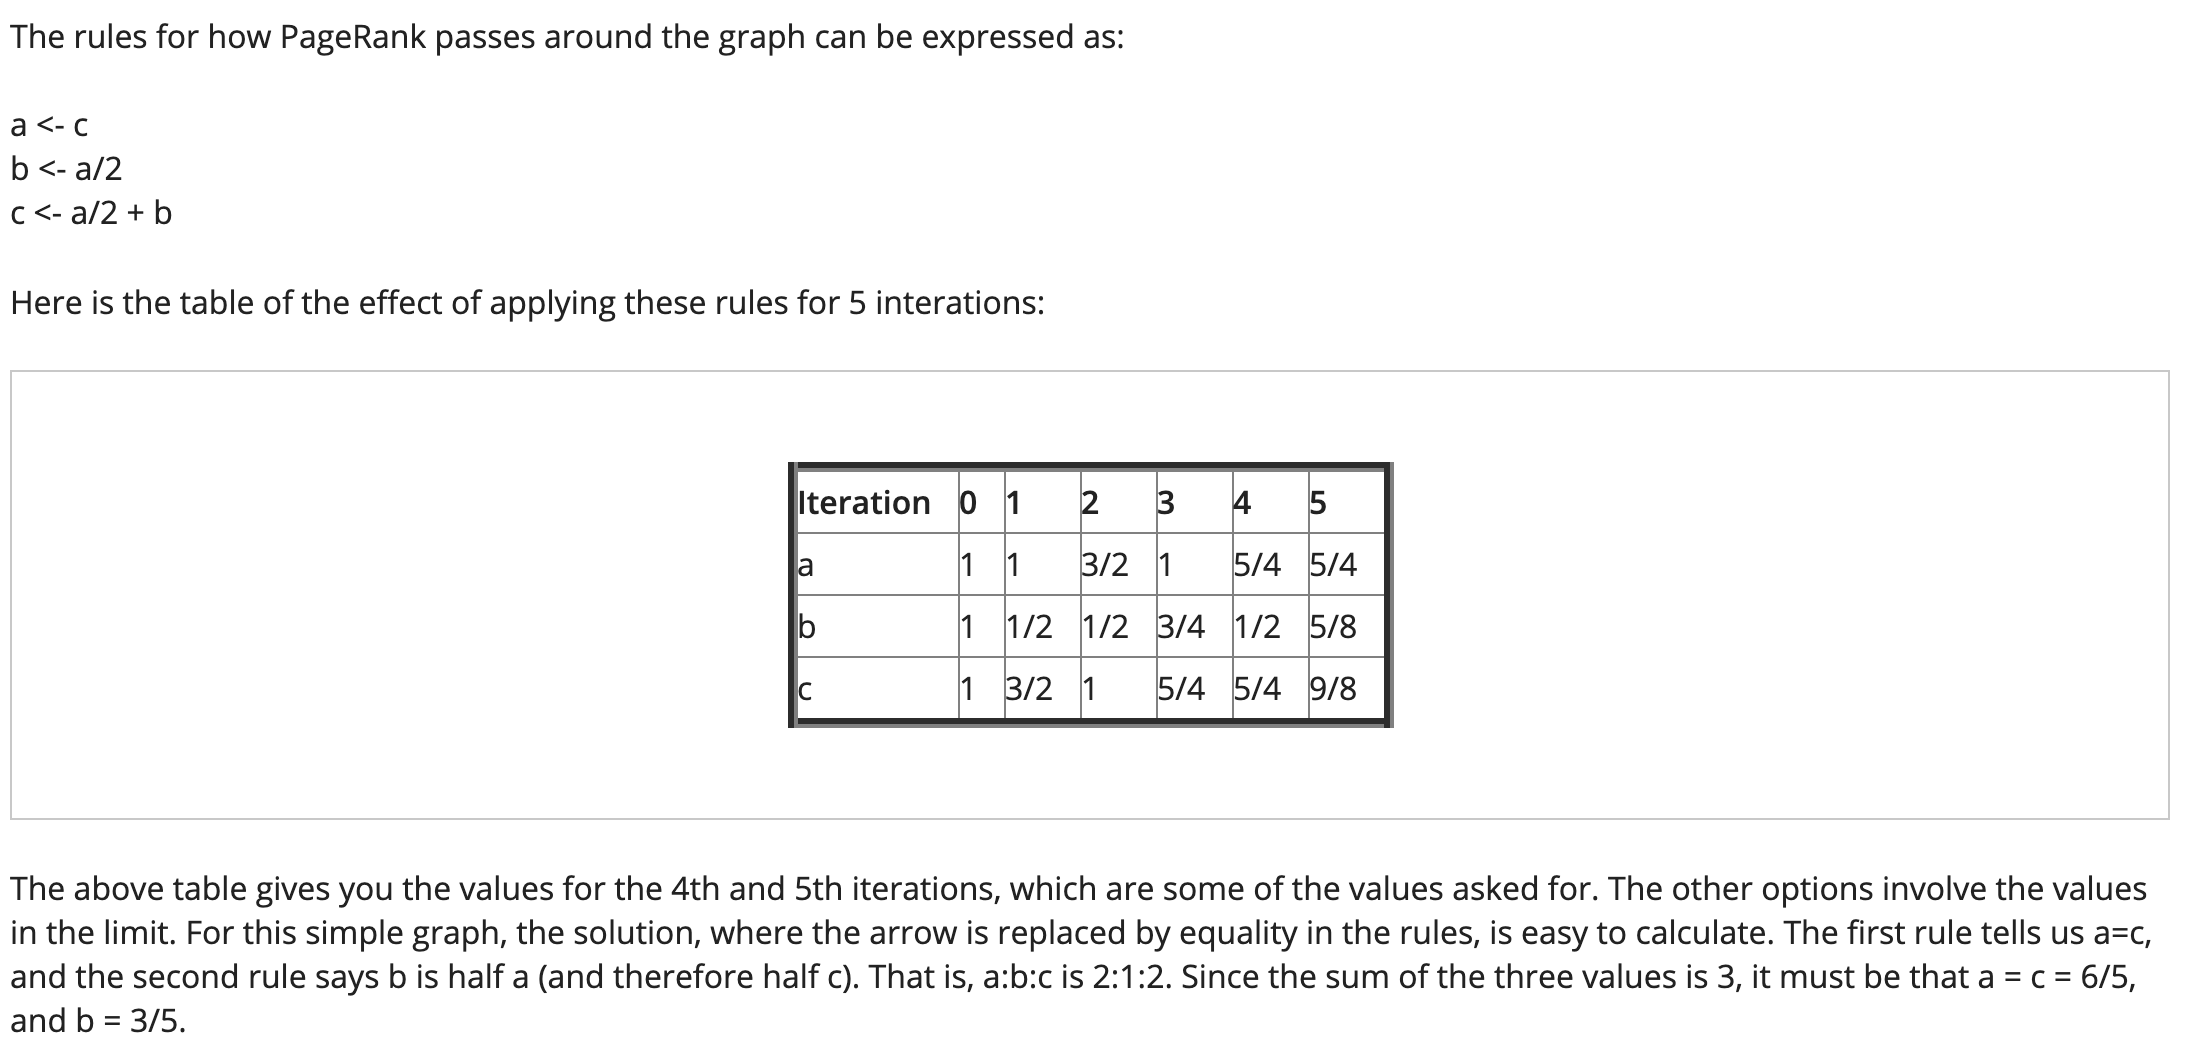 The rules for how PageRank passes around the graph can be expressed as:
a <- c
b <- a/2
c <- a/2 + b
Here is the table of the effect of applying these rules for 5 interations:
Iteration 0 1 2 3 4 5
a 1 1 3/2 1 5/4 5/4
b 1 1/2 1/2 3/4 1/2 5/8
c 1 3/2 1 5/4 5/4 9/8
The above table gives you the values for the 4th and 5th iterations, which are some of the values asked for. The other options involve the values
in the limit. For this simple graph, the solution, where the arrow is replaced by equality in the rules, is easy to calculate. The first rule tells us a=c,
and the second rule says b is half a (and therefore half c). That is, a:b:c is 2:1:2. Since the sum of the three values is 3, it must be that a = c = 6/5,
and b = 3/5.